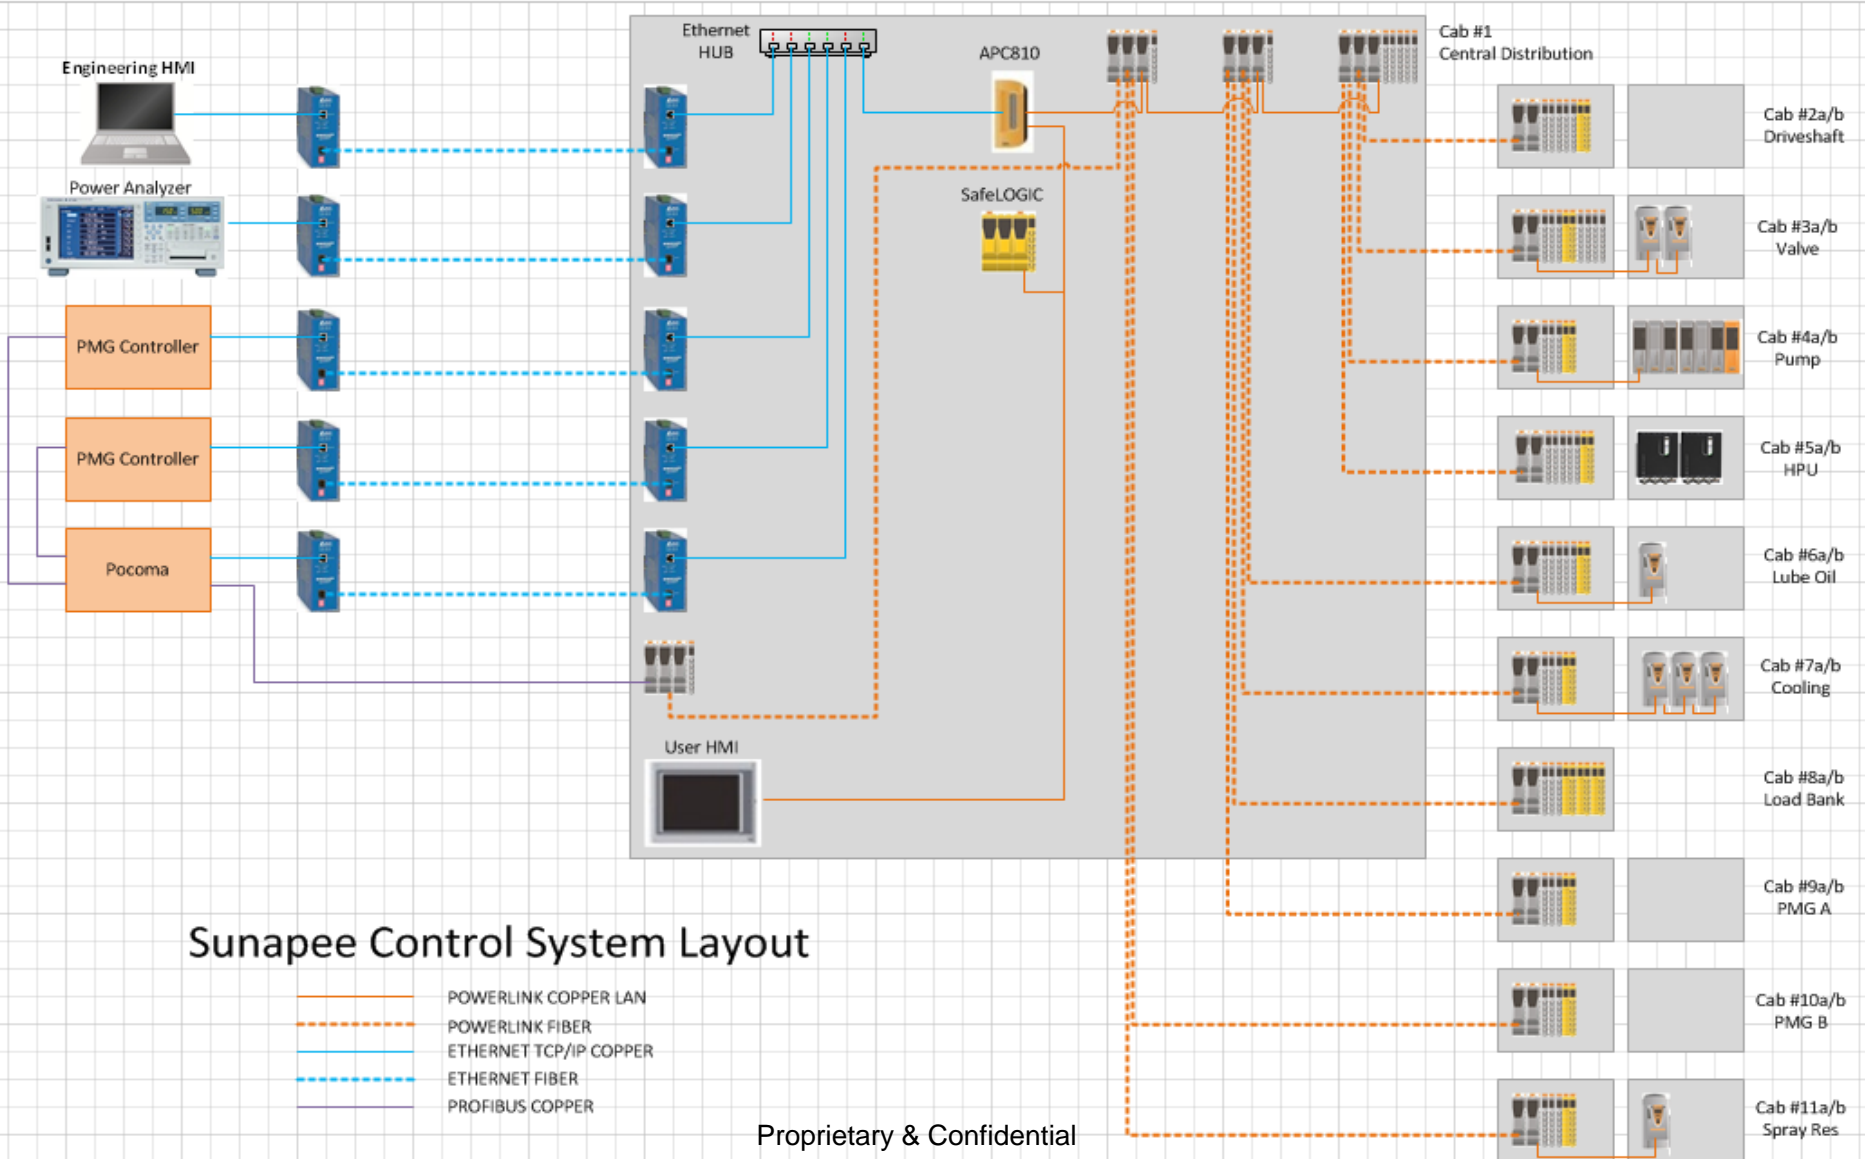 Ethernet
HUB
APC810
Cab #1
Central Distribution
Engineering HMI
Cab #2a/b
Driveshaft
Power Analyzer
SafeLOGIC
Cab #3a/b
Valve
PMG Controller
Cab #4a/b
Pump
PMG Controller
Cab #5a/b
HPU
Pocoma
Cab #6a/b
Lube Oil
Cab #7a/b
Cooling
User HMI
Cab #8a/b
Load Bank
Cab #9a/b
PMG A
Sunapee Control System Layout
POWERLINK COPPER LAN
POWERLINK FIBER
ETHERNET TCP/IP COPPER
ETHERNET FIBER
PROFIBUS COPPER
Cab #10a/b
PMG B
Cab #11a/b
Spray Res
Proprietary & Confidential